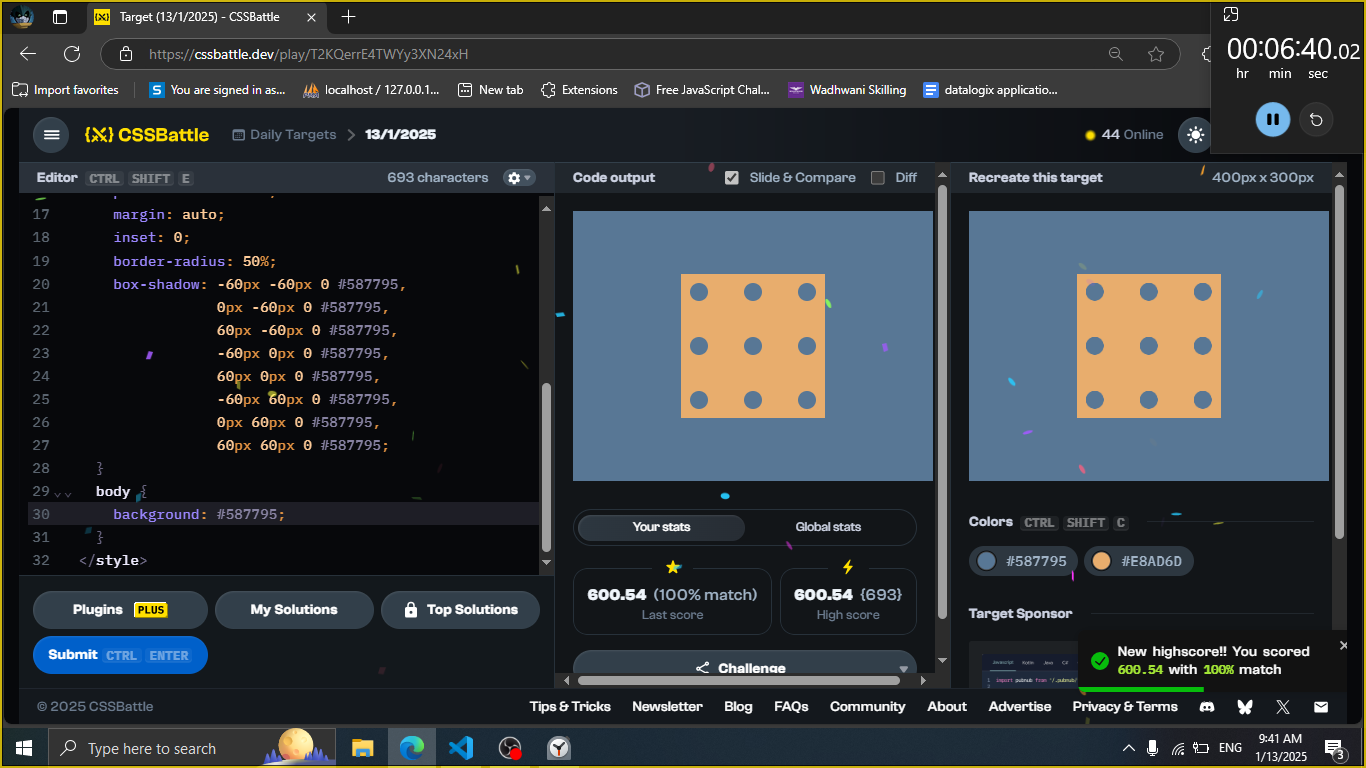 Target (13/1/2025) - CSSBattle
https://cssbattle.dev/play/T2KQerrE4TWYy3XN24xH
00:06:40.02
hr min sec
Import favorites
You are signed in as...
localhost / 127.0.0.1...
New tab
Extensions
Free JavaScript Chal...
Wadhwani Skilling
datalogix applicatio...
{X} CSSBattle
Daily Targets > 13/1/2025
44 Online
Editor CTRL SHIFT E
693 characters
Code output
Slide & Compare
Diff
Recreate this target
400px x 300px
17 margin: auto;
18 inset: 0;
19 border-radius: 50%;
20 box-shadow: -60px -60px 0 #587795,
21 0px -60px 0 #587795,
22 60px -60px 0 #587795,
23 -60px 0px 0 #587795,
24 60px 0px 0 #587795,
25 -60px 60px 0 #587795,
26 0px 60px 0 #587795,
27 60px 60px 0 #587795;
28 }
29 body {
30 background: #587795;
31 }
32 </style>
Plugins PLUS
My Solutions
Top Solutions
Submit CTRL ENTER
Your stats
Global stats
600.54 (100% match)
Last score
600.54 {693}
High score
Challenge
Colors CTRL SHIFT C
#587795
#E8AD6D
Target Sponsor
New highscore!! You scored
600.54 with 100% match
© 2025 CSSBattle
Tips & Tricks
Newsletter
Blog
FAQs
Community
About
Advertise
Privacy & Terms
Type here to search
ENG
9:41 AM
1/13/2025
3